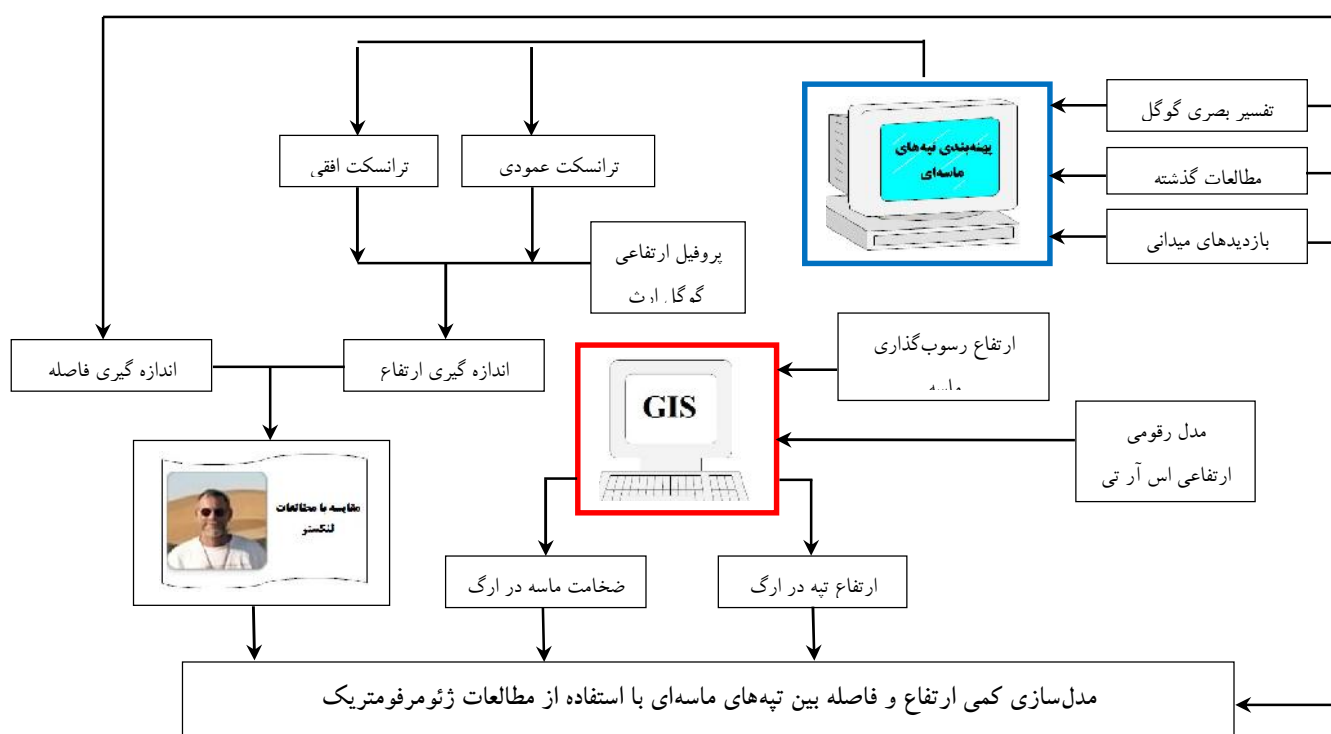 تفسیر بصری گوگل
مطالعات گذشته
بازدیدهای میدانی
پهنه‌بندی تپه‌های
ماسه‌ای
ترانسکت عمودی
ترانسکت افقی
پروفیل ارتفاعی
گوگل ارث
ارتفاع رسوب‌گذاری
ماسه
اندازه گیری ارتفاع
اندازه گیری فاصله
GIS
مدل رقومی
ارتفاعی اس آر تی
مقایسه با مطالعات
لنکستر
ارتفاع تپه در ارگ
ضخامت ماسه در ارگ
مدل‌سازی کمی ارتفاع و فاصله بین تپه‌های ماسه‌ای با استفاده از مطالعات ژئومرفومتریک